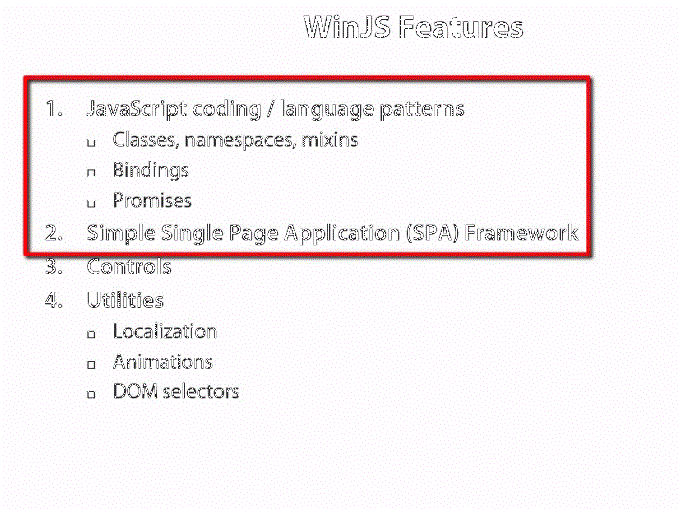 WinJS Features
1. JavaScript coding / language patterns
Classes, namespaces, mixins
Bindings
Promises
2. Simple Single Page Application (SPA) Framework
3. Controls
4. Utilities
Localization
Animations
DOM selectors